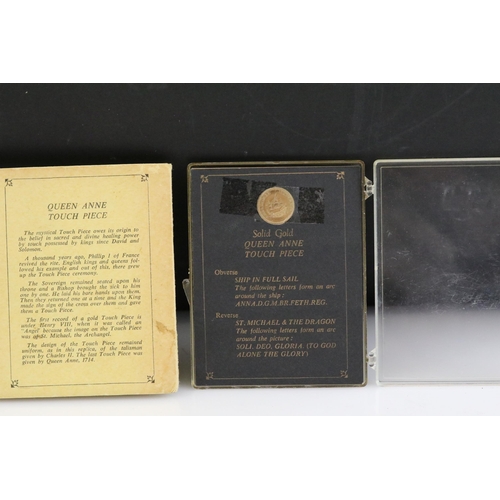 QUEEN ANNE
TOUCH PIECE
The mystical Touch Piece owes its origin to
the belief in sacred and divine healing power
by touch possessed by kings since David and
Solomon.
A thousand years ago, Phillip I of France
revived the rite, English kings and queens fol-
lowed his example and out of this, there grew
up the Touch Piece ceremony.
The Sovereign remained seated upon his
throne and a Bishop brought the sick to him
one by one. He laid his bare hands upon them.
Then they returned one at a time and the King
made the sign of a cross over them and gave
them a Touch Piece.
The first record of a gold Touch Piece is
under Henry VIII, when it was called an
"Angel" because the image on the Touch Piece
was of St. Michael, the Archangel.
The design of the Touch Piece remained
uniform, as in this replica, of the talisman
given by Charles II. The last Touch Piece was
given by Queen Anne, 1714.
Solid Gold
QUEEN ANNE
TOUCH PIECE
Obverse
SHIP IN FULL SAIL
The following letters form an arc
around the ship:
ANNA.D.G.M.BR.FETH.REG.
Reverse
ST. MICHAEL & THE DRAGON
The following letters form an arc
around the picture:
SOLI. DEO. GLORIA. (TO GOD
ALONE THE GLORY)